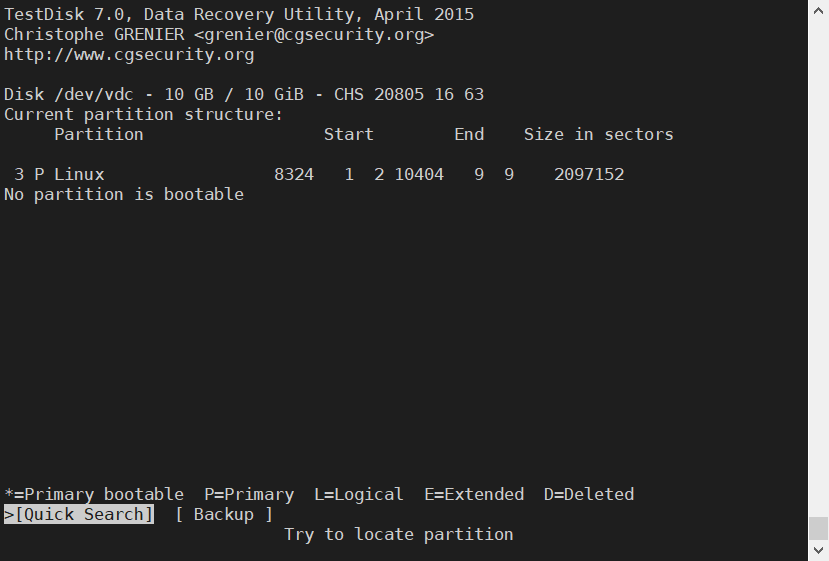 TestDisk 7.0, Data Recovery Utility, April 2015
Christophe GRENIER <grenier@cgsecurity.org>
http://www.cgsecurity.org
Disk /dev/vdc - 10 GB / 10 GiB - CHS 20805 16 63
Current partition structure:
     Partition                  Start        End    Size in sectors
 3 P Linux                 8324   1  2 10404   9  9    2097152
No partition is bootable
*=Primary bootable  P=Primary  L=Logical  E=Extended  D=Deleted
>[Quick Search]  [ Backup ]
                            Try to locate partition